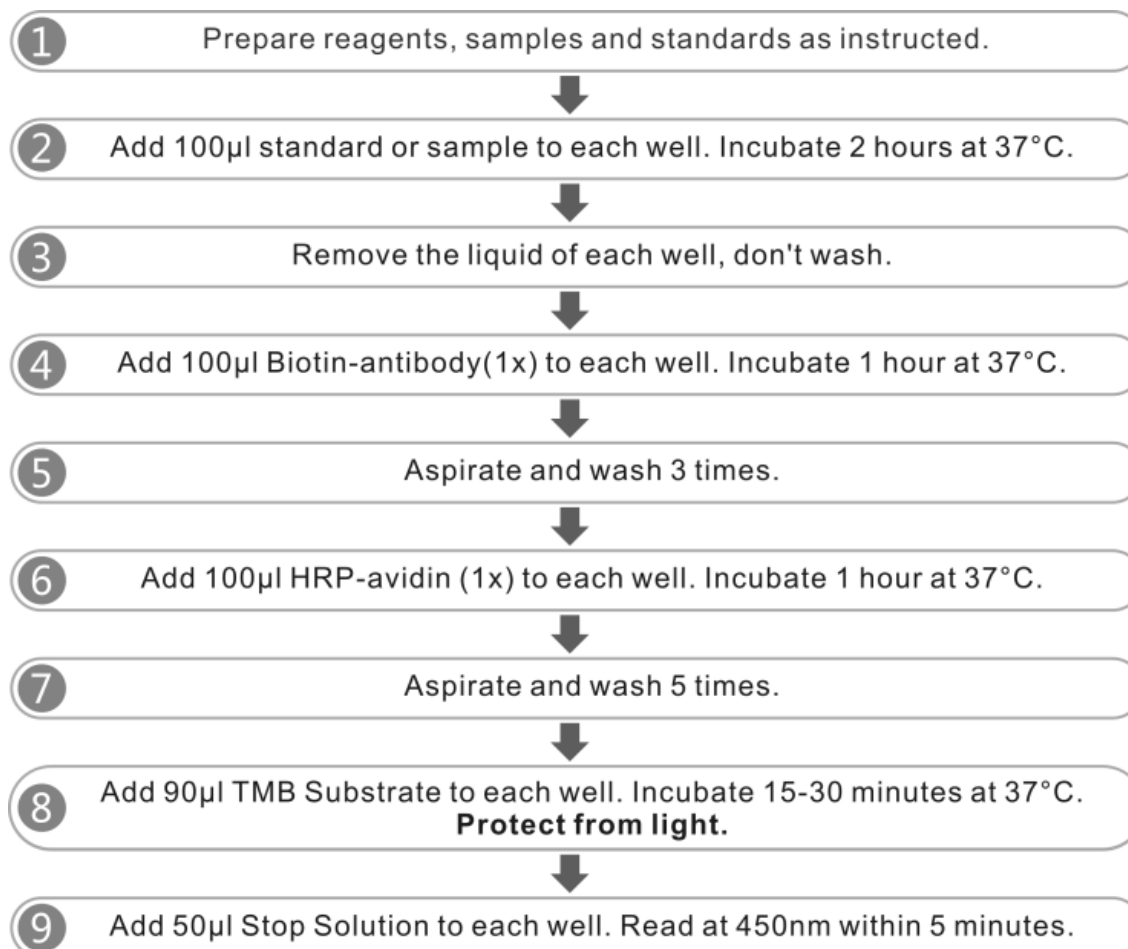 1 Prepare reagents, samples and standards as instructed.
2 Add 100μl standard or sample to each well. Incubate 2 hours at 37°C.
3 Remove the liquid of each well, don't wash.
4 Add 100μl Biotin-antibody(1x) to each well. Incubate 1 hour at 37°C.
5 Aspirate and wash 3 times.
6 Add 100μl HRP-avidin (1x) to each well. Incubate 1 hour at 37°C.
7 Aspirate and wash 5 times.
8 Add 90μl TMB Substrate to each well. Incubate 15-30 minutes at 37°C.
Protect from light.
9 Add 50μl Stop Solution to each well. Read at 450nm within 5 minutes.